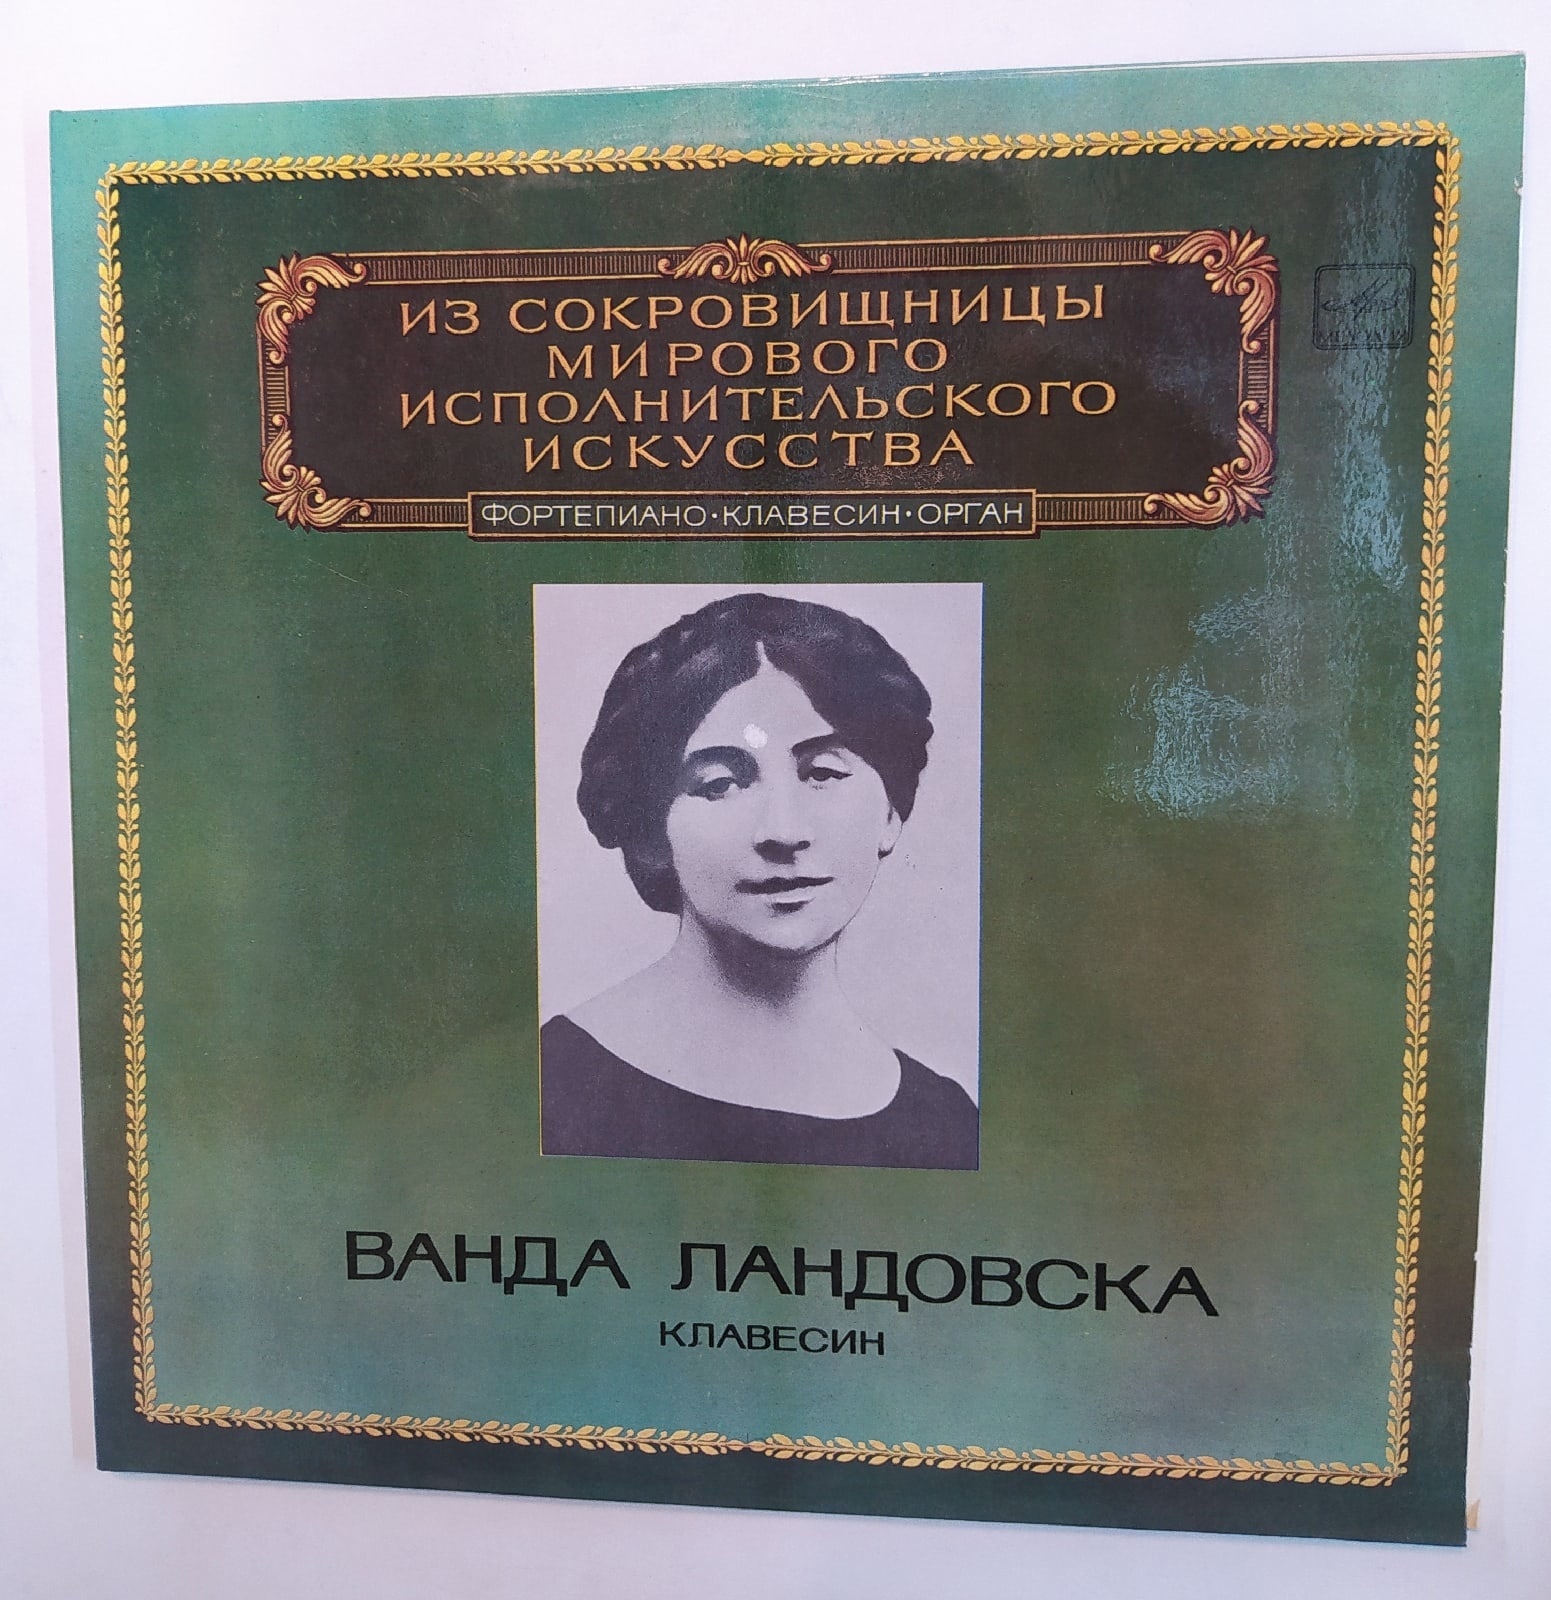 ИЗ СОКРОВИЩНИЦЫ
МИРОВОГО
ИСПОЛНИТЕЛЬСКОГО
ИСКУССТВА
ФОРТЕПИАНО·КЛАВЕСИН·ОРГАН
ВАНДА ЛАНДОВСКА
КЛАВЕСИН